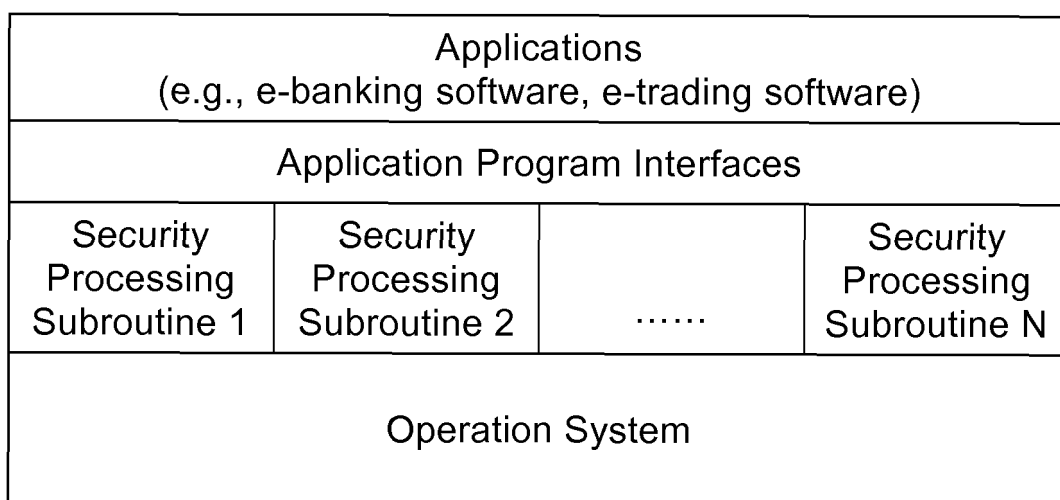 Applications
(e.g., e-banking software, e-trading software)
Application Program Interfaces
Security
Processing
Subroutine 1
Security
Processing
Subroutine 2
......
Security
Processing
Subroutine N
Operation System